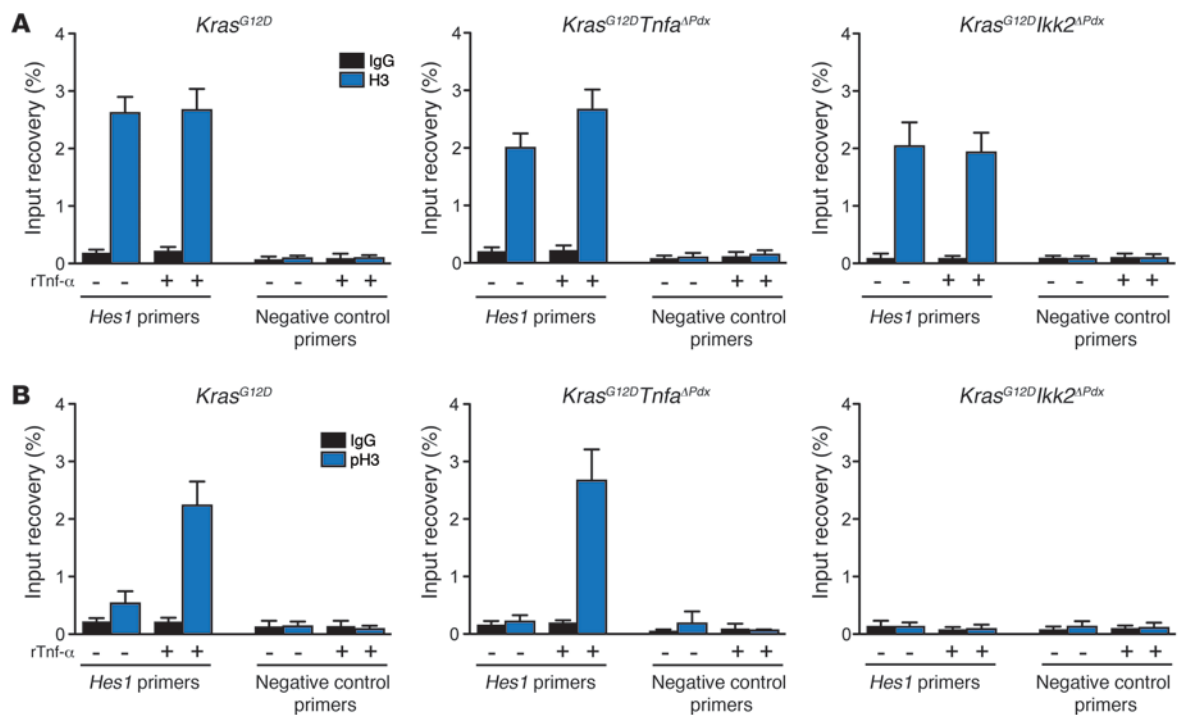 A
Kras^G12D
Input recovery (%)
4
3
2
1
0
IgG
H3
rTnf-α - - + + - - + +
Hes1 primers
Negative control
primers
Kras^G12D Tnfa^ΔPdx
Input recovery (%)
4
3
2
1
0
- - + + - - + +
Hes1 primers
Negative control
primers
Kras^G12D Ikk2^ΔPdx
Input recovery (%)
4
3
2
1
0
- - + + - - + +
Hes1 primers
Negative control
primers
B
Kras^G12D
Input recovery (%)
4
3
2
1
0
IgG
pH3
rTnf-α - - + + - - + +
Hes1 primers
Negative control
primers
Kras^G12D Tnfa^ΔPdx
Input recovery (%)
4
3
2
1
0
- - + + - - + +
Hes1 primers
Negative control
primers
Kras^G12D Ikk2^ΔPdx
Input recovery (%)
4
3
2
1
0
- - + + - - + +
Hes1 primers
Negative control
primers